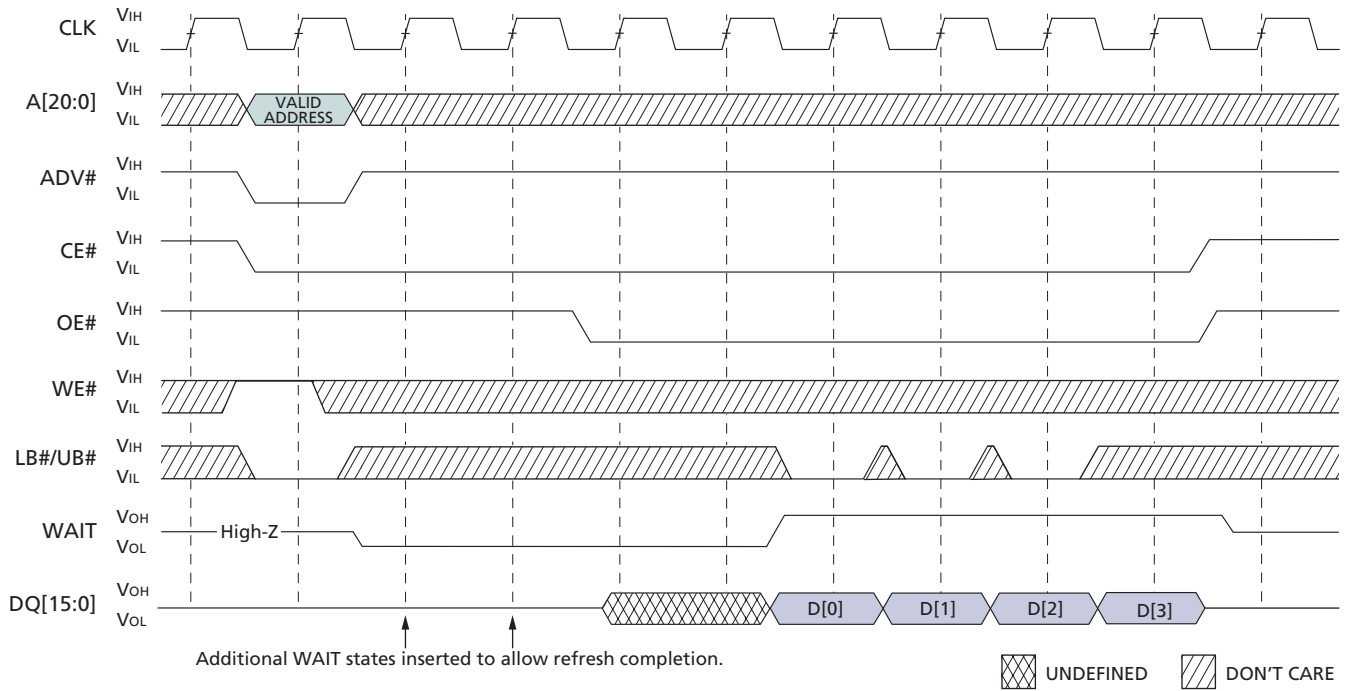 CLK VIH
VIL
A[20:0] VIH
VIL
VALID
ADDRESS
ADV# VIH
VIL
CE# VIH
VIL
OE# VIH
VIL
WE# VIH
VIL
LB#/UB# VIH
VIL
WAIT VOH
VOL
High-Z
DQ[15:0] VOH
VOL
D[0] D[1] D[2] D[3]
Additional WAIT states inserted to allow refresh completion.
UNDEFINED DON'T CARE